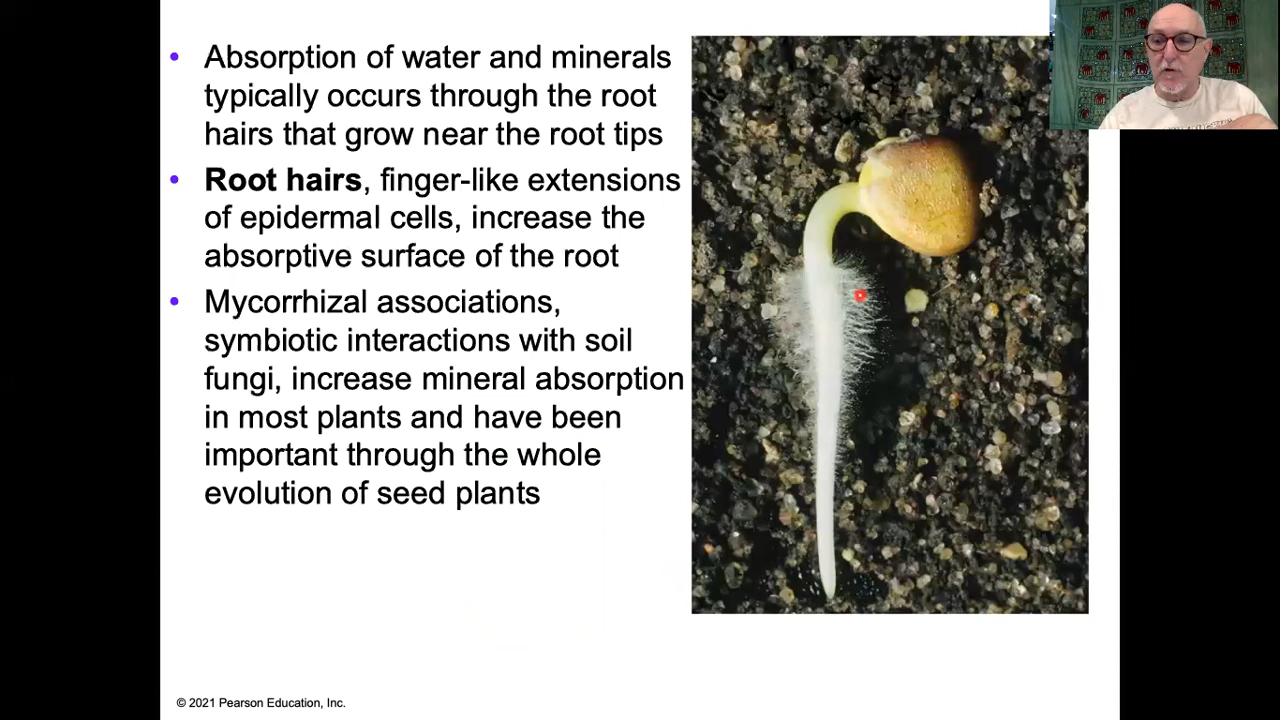 • Absorption of water and minerals
typically occurs through the root
hairs that grow near the root tips
• Root hairs, finger-like extensions
of epidermal cells, increase the
absorptive surface of the root
• Mycorrhizal associations,
symbiotic interactions with soil
fungi, increase mineral absorption
in most plants and have been
important through the whole
evolution of seed plants
© 2021 Pearson Education, Inc.